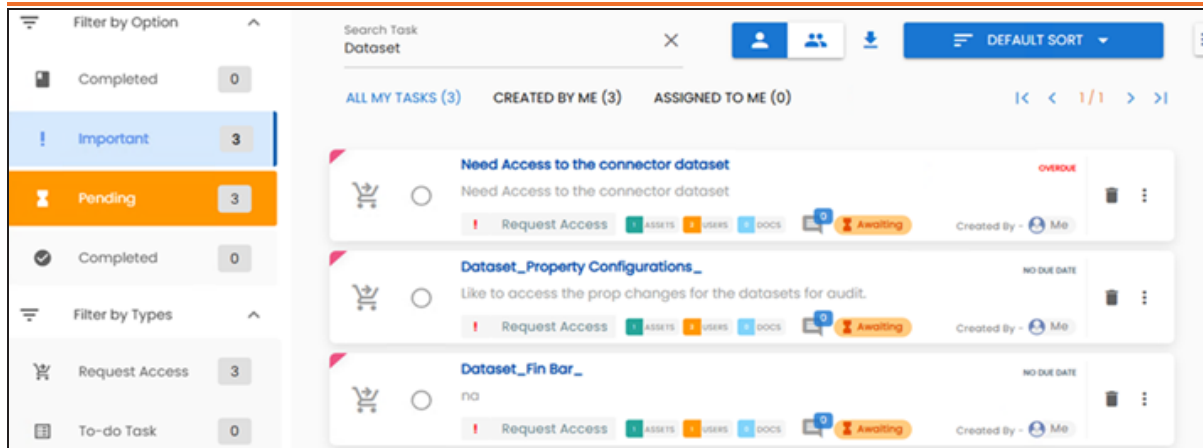 Filter by Option
Completed 0
Important 3
Pending 3
Completed 0
Filter by Types
Request Access 3
To-do Task 0
Search Task
Dataset
DEFAULT SORT
ALL MY TASKS (3) CREATED BY ME (3) ASSIGNED TO ME (0) 1/1
Need Access to the connector dataset OVERDUE
Need Access to the connector dataset
! Request Access 1 ASSETS USERS DOCS 0 Awaiting Created By - Me
Dataset_Property Configurations_ NO DUE DATE
Like to access the prop changes for the datasets for audit.
! Request Access 1 ASSETS USERS DOCS 0 Awaiting Created By - Me
Dataset_Fin Bar_ NO DUE DATE
na
! Request Access 1 ASSETS USERS DOCS 0 Awaiting Created By - Me